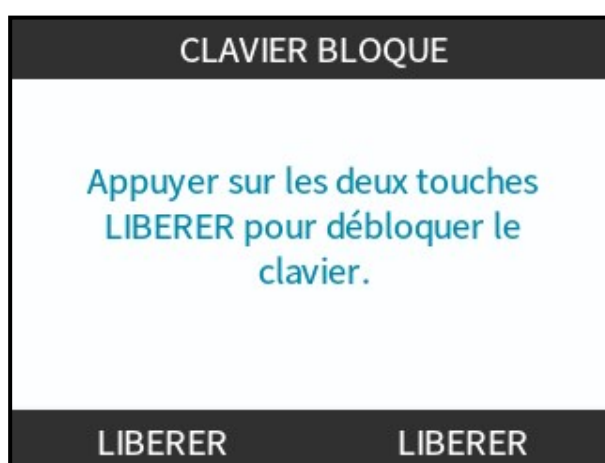 CLAVIER BLOQUE
Appuyer sur les deux touches
LIBERER pour débloquer le
clavier.
LIBERER LIBERER